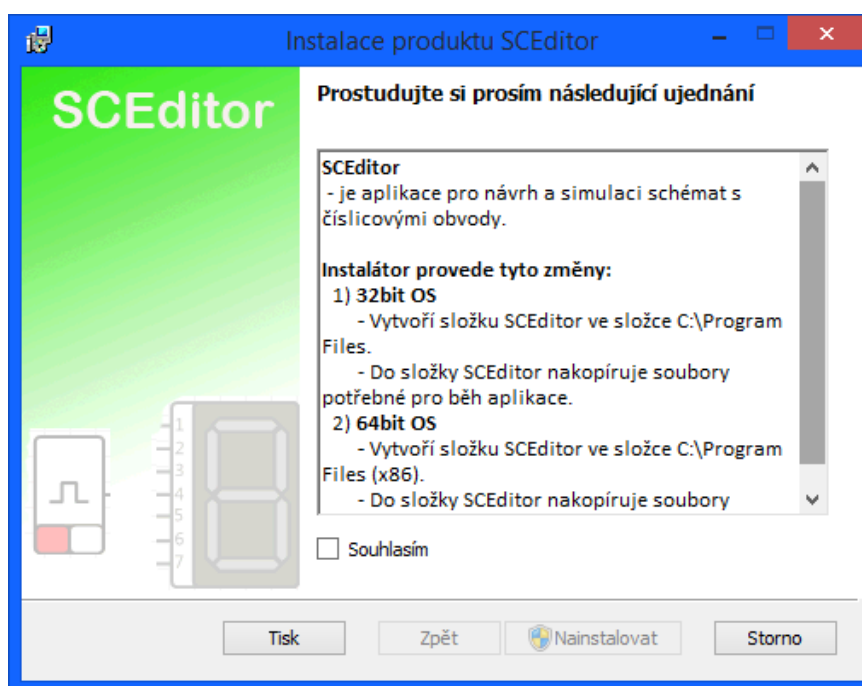 Instalace produktu SCEditor
SCEditor
Prostudujte si prosím následující ujednání
SCEditor
- je aplikace pro návrh a simulaci schémat s
číslicovými obvody.
Instalátor provede tyto změny:
1) 32bit OS
- Vytvoří složku SCEditor ve složce C:\Program
Files.
- Do složky SCEditor nakopíruje soubory
potřebné pro běh aplikace.
2) 64bit OS
- Vytvoří složku SCEditor ve složce C:\Program
Files (x86).
- Do složky SCEditor nakopíruje soubory
1
2
3
4
5
6
7
Souhlasím
Tisk
Zpět
Nainstalovat
Storno